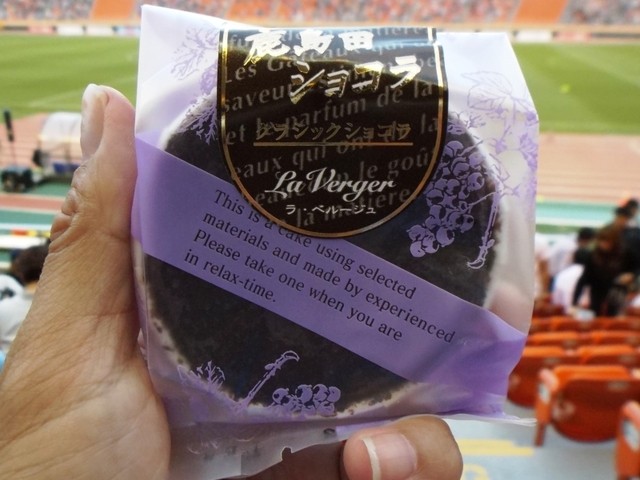 鹿島田
ショコラ
クラシックショコラ
La Verger
ラ・ベルージュ
This is a cake using selected
materials and made by experienced
Please take one when you are
in relax-time.